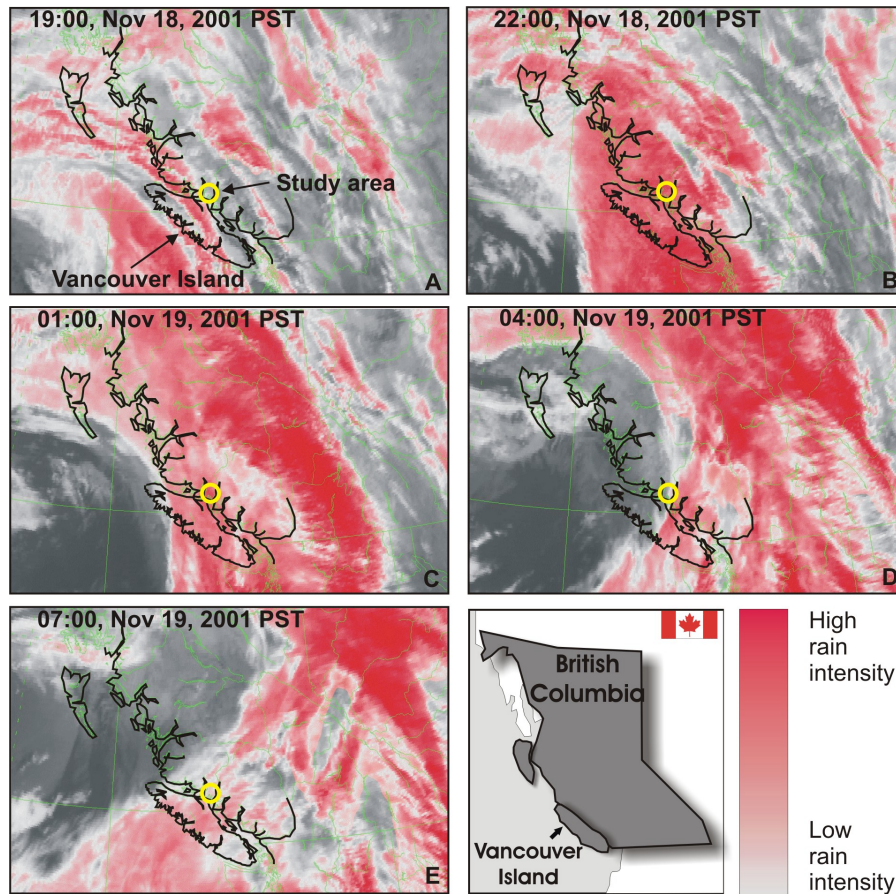 19:00, Nov 18, 2001 PST
Study area
Vancouver Island
A
22:00, Nov 18, 2001 PST
B
01:00, Nov 19, 2001 PST
C
04:00, Nov 19, 2001 PST
D
07:00, Nov 19, 2001 PST
E
British
Columbia
Vancouver
Island
High
rain
intensity
Low
rain
intensity